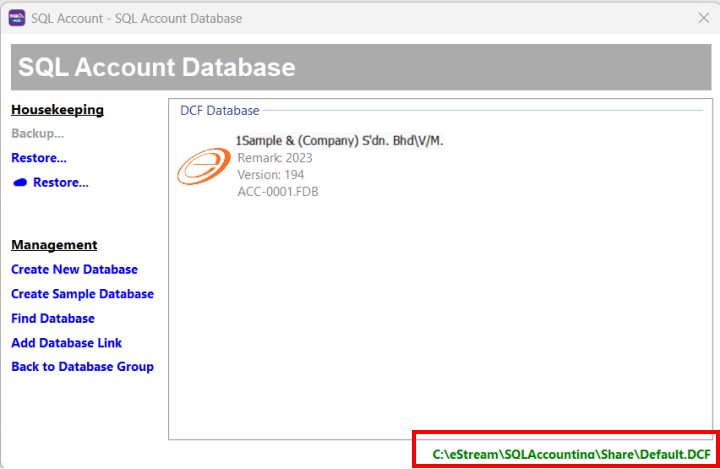 SQL Account - SQL Account Database
SQL Account Database
Housekeeping
Backup...
Restore...
Restore...
Management
Create New Database
Create Sample Database
Find Database
Add Database Link
Back to Database Group
DCF Database
1Sample & (Company) S'dn. Bhd\V/M.
Remark: 2023
Version: 194
ACC-0001.FDB
C:\eStream\SQLAccounting\Share\Default.DCF